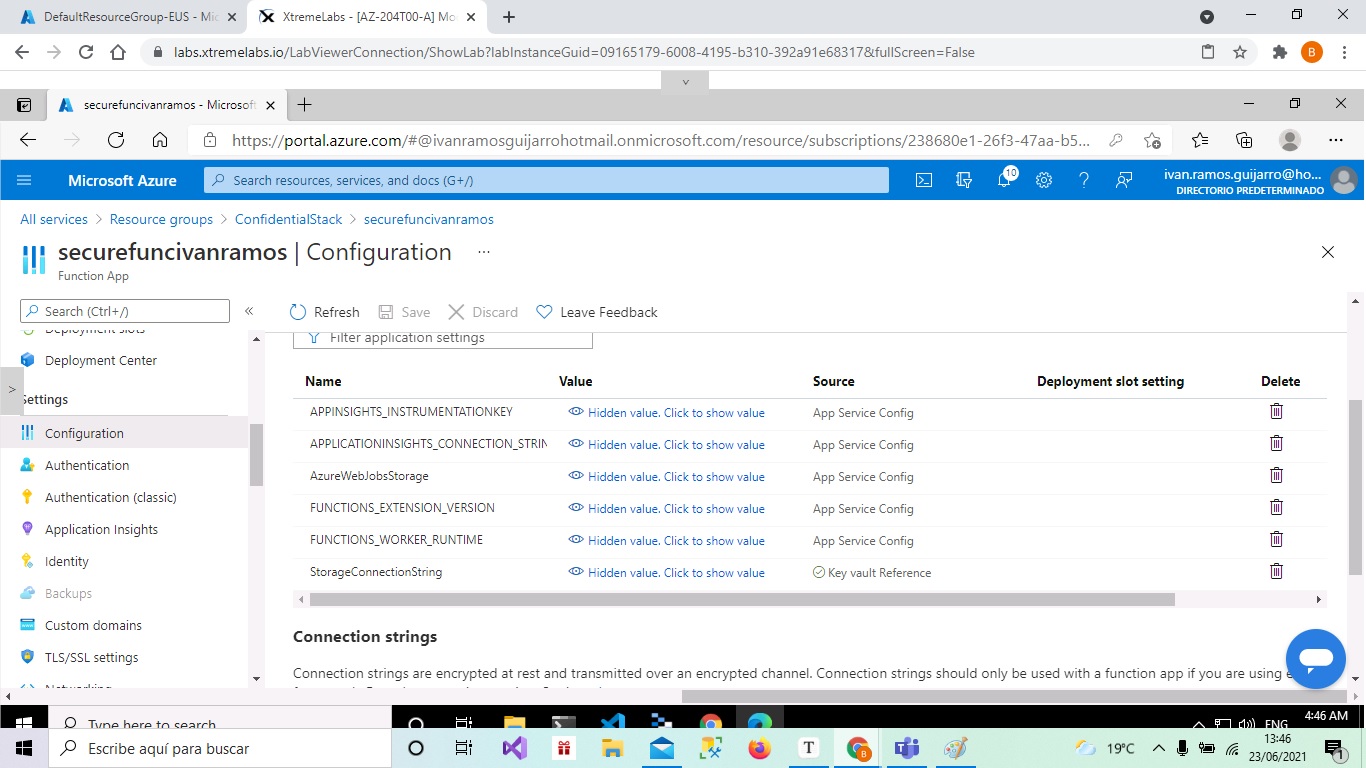 DefaultResourceGroup-EUS - Mic
XtremeLabs - [AZ-204T00-A] Mo
labs.xtremelabs.io/LabViewerConnection/ShowLab?labInstanceGuid=09165179-6008-4195-b310-392a91e68317&fullScreen=False
B
securefuncivanramos - Microsoft
https://portal.azure.com/#@ivanramosguijarrohotmail.onmicrosoft.com/resource/subscriptions/238680e1-26f3-47aa-b5...
Microsoft Azure
Search resources, services, and docs (G+/)
10
ivan.ramos.guijarro@ho...
DIRECTORIO PREDETERMINADO
All services > Resource groups > ConfidentialStack > securefuncivanramos
securefuncivanramos | Configuration ...
Function App
Search (Ctrl+/) «
Refresh Save Discard Leave Feedback
Deployment slots
Filter application settings
Deployment Center
Settings
Configuration
Authentication
Authentication (classic)
Application Insights
Identity
Backups
Custom domains
TLS/SSL settings
Networking
Name Value Source Deployment slot setting Delete
APPINSIGHTS_INSTRUMENTATIONKEY Hidden value. Click to show value App Service Config
APPLICATIONINSIGHTS_CONNECTION_STRIN Hidden value. Click to show value App Service Config
AzureWebJobsStorage Hidden value. Click to show value App Service Config
FUNCTIONS_EXTENSION_VERSION Hidden value. Click to show value App Service Config
FUNCTIONS_WORKER_RUNTIME Hidden value. Click to show value App Service Config
StorageConnectionString Hidden value. Click to show value Key vault Reference
Connection strings
Connection strings are encrypted at rest and transmitted over an encrypted channel. Connection strings should only be used with a function app if you are using
Type here to search
ENG
4:46 AM
Escribe aquí para buscar
T
B
19°C
13:46
23/06/2021
1